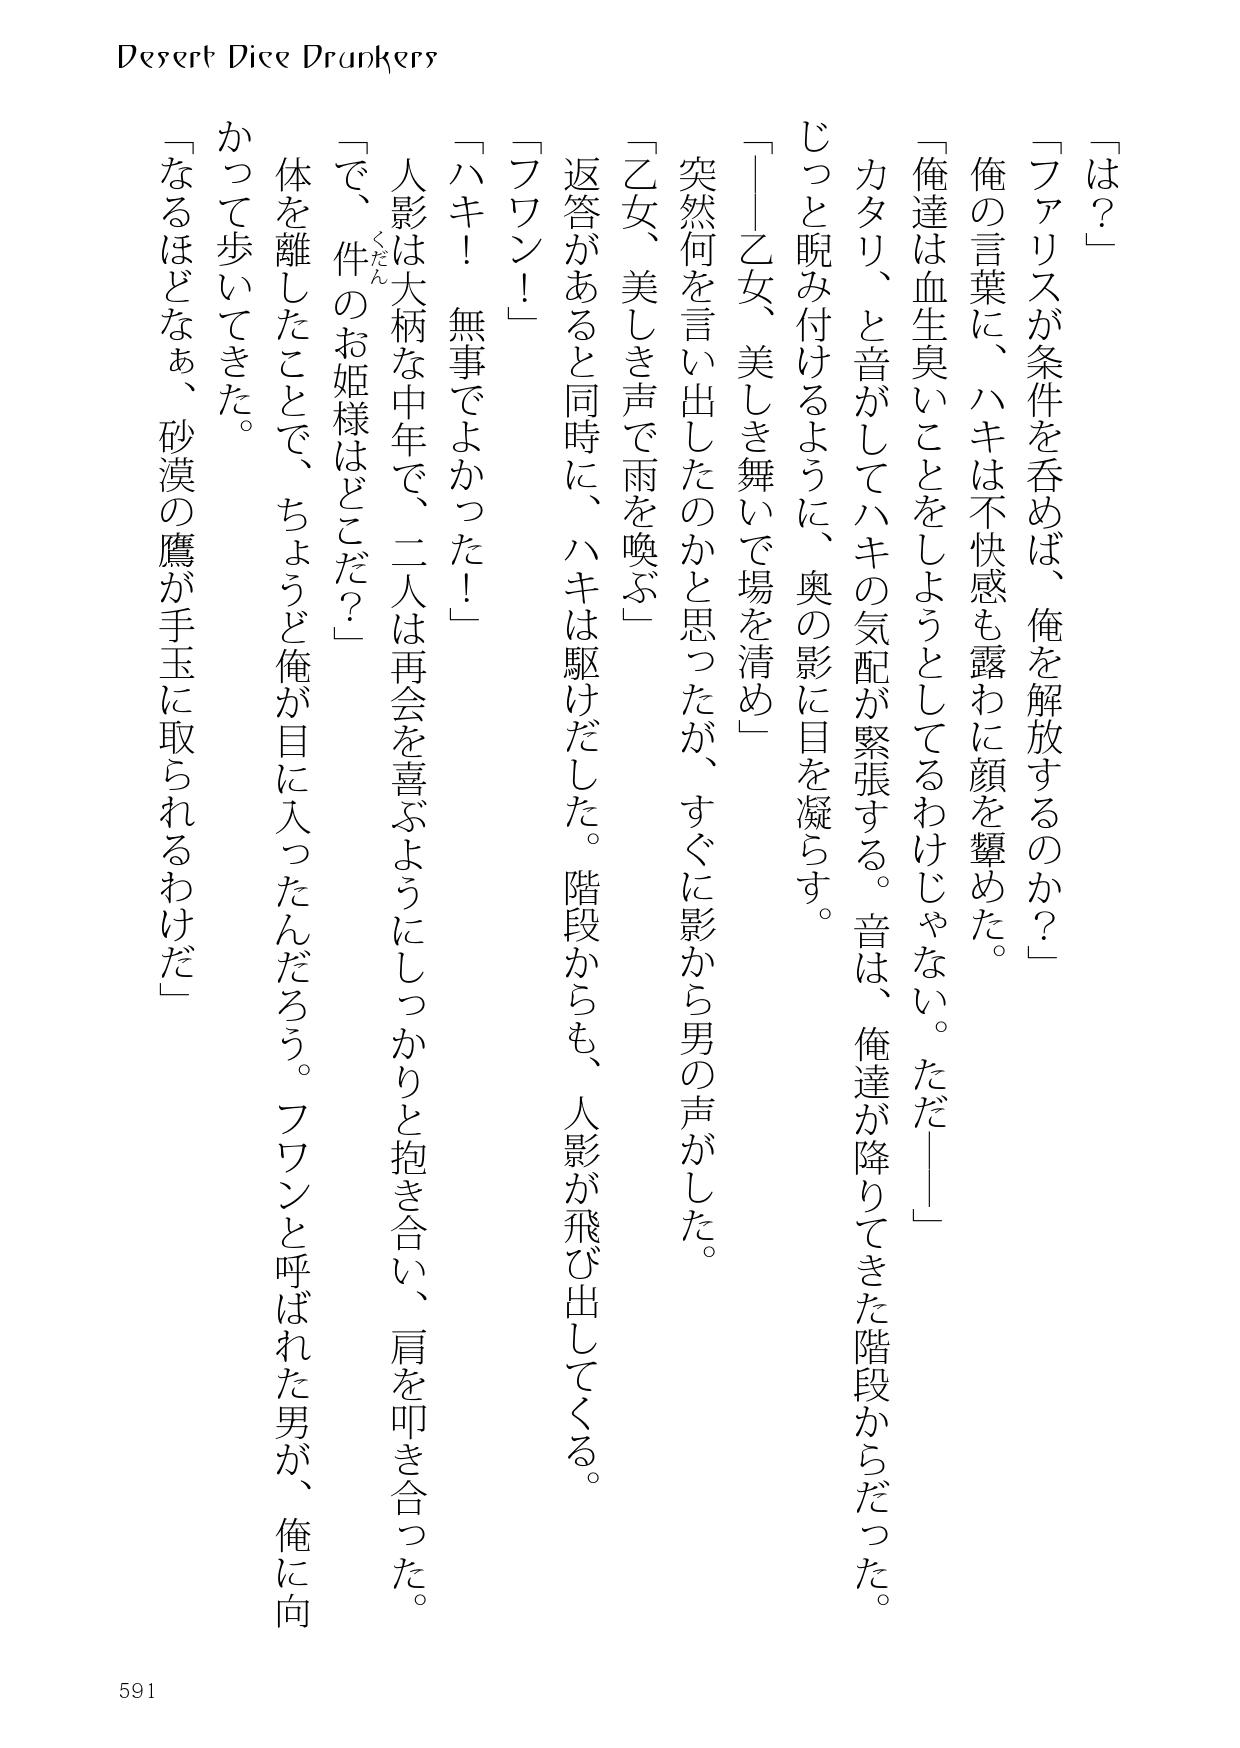 Desert Dice Drunkers
「は？」
「ファリスが条件を呑めば、俺を解放するのか？」
俺の言葉に、ハキは不快感も露わに顔を顰めた。
「俺達は血生臭いことをしようとしてるわけじゃない。ただ――」
カタリ、と音がしてハキの気配が緊張する。音は、俺達が降りてきた階段からだった。
じっと睨み付けるように、奥の影に目を凝らす。
「――乙女、美しき舞いで場を清め」
突然何を言い出したのかと思ったが、すぐに影から男の声がした。
「乙女、美しき声で雨を喚ぶ」
返答があると同時に、ハキは駆けだした。階段からも、人影が飛び出してくる。
「フワン！」
「ハキ！　無事でよかった！」
人影は大柄な中年で、二人は再会を喜ぶようにしっかりと抱き合い、肩を叩き合った。
「で、件のお姫様はどこだ？」
くだん
体を離したことで、ちょうど俺が目に入ったんだろう。フワンと呼ばれた男が、俺に向
かって歩いてきた。
「なるほどなぁ、砂漠の鷹が手玉に取られるわけだ」
591